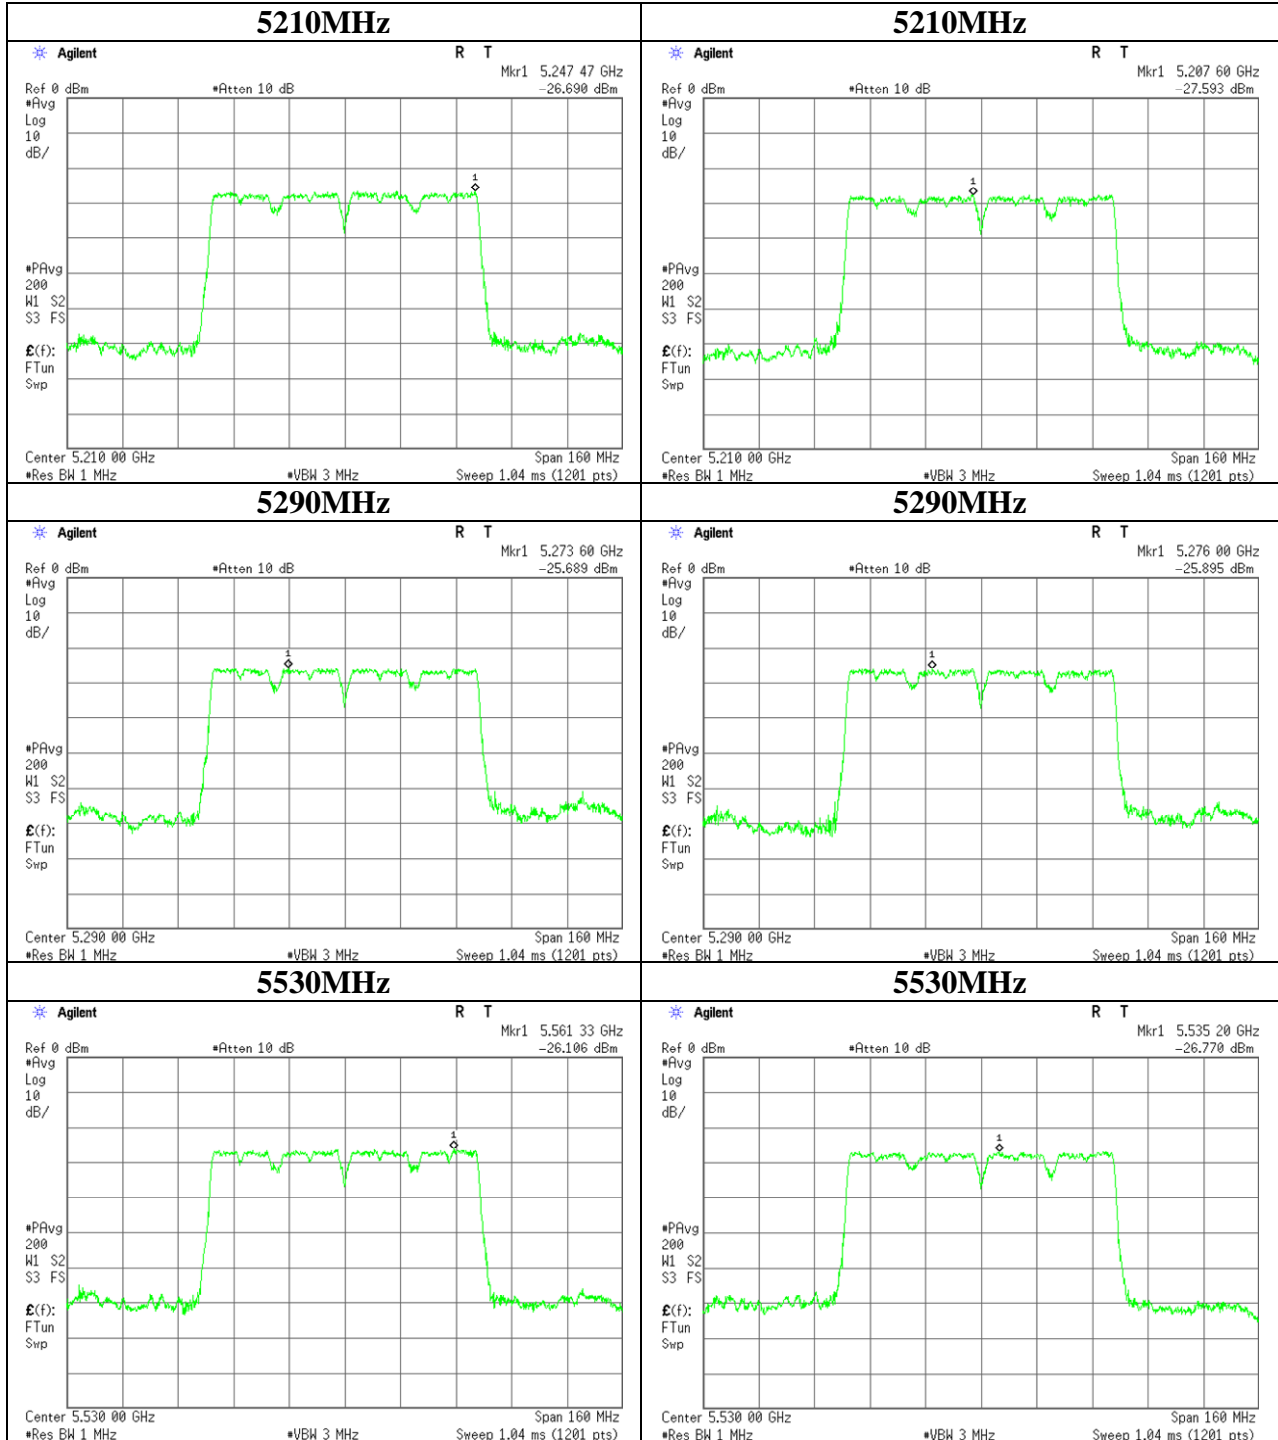 5210MHz
Agilent R T
Mkr1 5.247 47 GHz
Ref 0 dBm #Atten 10 dB -26.690 dBm
#Avg
Log
10
dB/
1
#PAvg
200
W1 S2
S3 FS
£(f):
FTun
Swp
Center 5.210 00 GHz Span 160 MHz
#Res BW 1 MHz #VBW 3 MHz Sweep 1.04 ms (1201 pts)
5210MHz
Agilent R T
Mkr1 5.207 60 GHz
Ref 0 dBm #Atten 10 dB -27.593 dBm
#Avg
Log
10
dB/
1
#PAvg
200
W1 S2
S3 FS
£(f):
FTun
Swp
Center 5.210 00 GHz Span 160 MHz
#Res BW 1 MHz #VBW 3 MHz Sweep 1.04 ms (1201 pts)
5290MHz
Agilent R T
Mkr1 5.273 60 GHz
Ref 0 dBm #Atten 10 dB -25.689 dBm
#Avg
Log
10
dB/
1
#PAvg
200
W1 S2
S3 FS
£(f):
FTun
Swp
Center 5.290 00 GHz Span 160 MHz
#Res BW 1 MHz #VBW 3 MHz Sweep 1.04 ms (1201 pts)
5290MHz
Agilent R T
Mkr1 5.276 00 GHz
Ref 0 dBm #Atten 10 dB -25.895 dBm
#Avg
Log
10
dB/
1
#PAvg
200
W1 S2
S3 FS
£(f):
FTun
Swp
Center 5.290 00 GHz Span 160 MHz
#Res BW 1 MHz #VBW 3 MHz Sweep 1.04 ms (1201 pts)
5530MHz
Agilent R T
Mkr1 5.561 33 GHz
Ref 0 dBm #Atten 10 dB -26.106 dBm
#Avg
Log
10
dB/
1
#PAvg
200
W1 S2
S3 FS
£(f):
FTun
Swp
Center 5.530 00 GHz Span 160 MHz
#Res BW 1 MHz #VBW 3 MHz Sweep 1.04 ms (1201 pts)
5530MHz
Agilent R T
Mkr1 5.535 20 GHz
Ref 0 dBm #Atten 10 dB -26.770 dBm
#Avg
Log
10
dB/
1
#PAvg
200
W1 S2
S3 FS
£(f):
FTun
Swp
Center 5.530 00 GHz Span 160 MHz
#Res BW 1 MHz #VBW 3 MHz Sweep 1.04 ms (1201 pts)